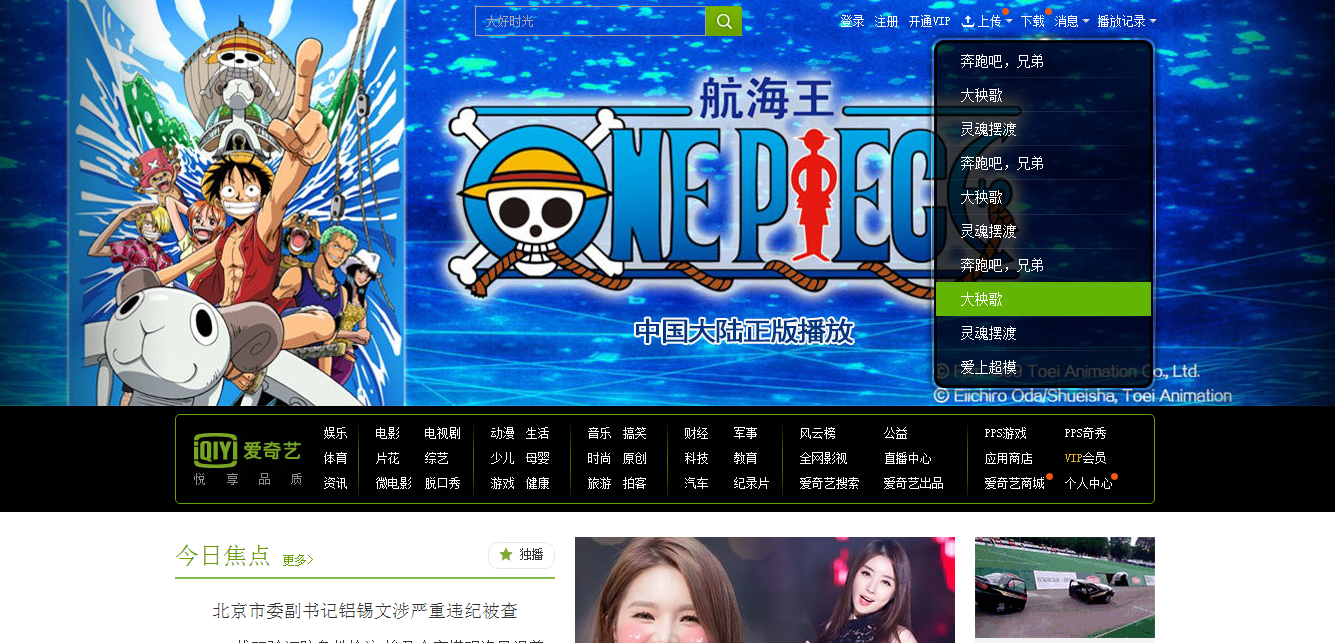 大好时光
登录 注册 开通VIP 上传 下载 消息 播放记录
奔跑吧，兄弟
大秧歌
灵魂摆渡
奔跑吧，兄弟
大秧歌
灵魂摆渡
奔跑吧，兄弟
大秧歌
灵魂摆渡
爱上超模
航海王
ONE PIECE
中国大陆正版播放
Toei Animation Co., Ltd.
© Eiichiro Oda/Shueisha, Toei Animation
iQIYI 爱奇艺
悦享品质
娱乐 电影 电视剧 动漫 生活 音乐 搞笑 财经 军事 风云榜 公益 PPS游戏 PPS奇秀
体育 片花 综艺 少儿 母婴 时尚 原创 科技 教育 全网影视 直播中心 应用商店 VIP会员
资讯 微电影 脱口秀 游戏 健康 旅游 拍客 汽车 纪录片 爱奇艺搜索 爱奇艺出品 爱奇艺商城 个人中心
今日焦点 更多> 独播
北京市委副书记铝锡文涉严重违纪被查